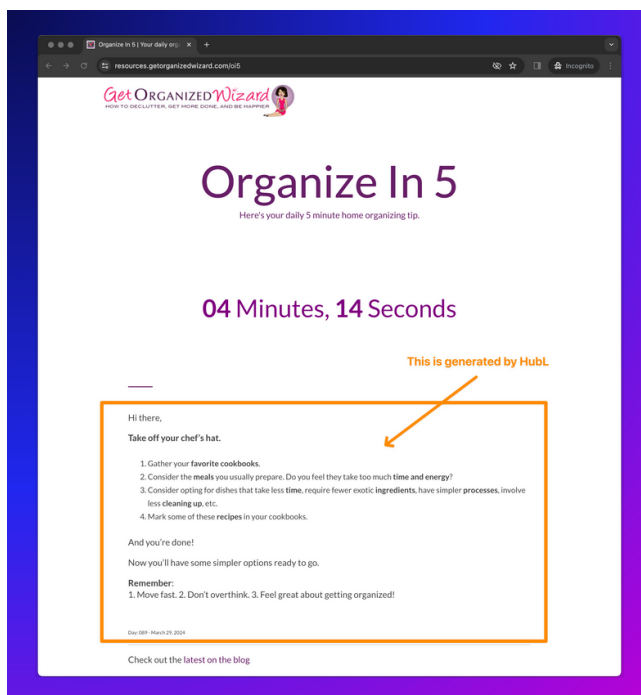 Organize In 5 | Your daily org
resources.getorganizedwizard.com/oi5
Incognito
Get ORGANIZED Wizard
HOW TO DECLUTTER, GET MORE DONE, AND BE HAPPIER
Organize In 5
Here's your daily 5 minute home organizing tip.
04 Minutes, 14 Seconds
This is generated by HubL
Hi there,
Take off your chef's hat.
1. Gather your favorite cookbooks.
2. Consider the meals you usually prepare. Do you feel they take too much time and energy?
3. Consider opting for dishes that take less time, require fewer exotic ingredients, have simpler processes, involve
less cleaning up, etc.
4. Mark some of these recipes in your cookbooks.
And you're done!
Now you'll have some simpler options ready to go.
Remember:
1. Move fast. 2. Don't overthink. 3. Feel great about getting organized!
Day: 089 - March 29, 2024
Check out the latest on the blog